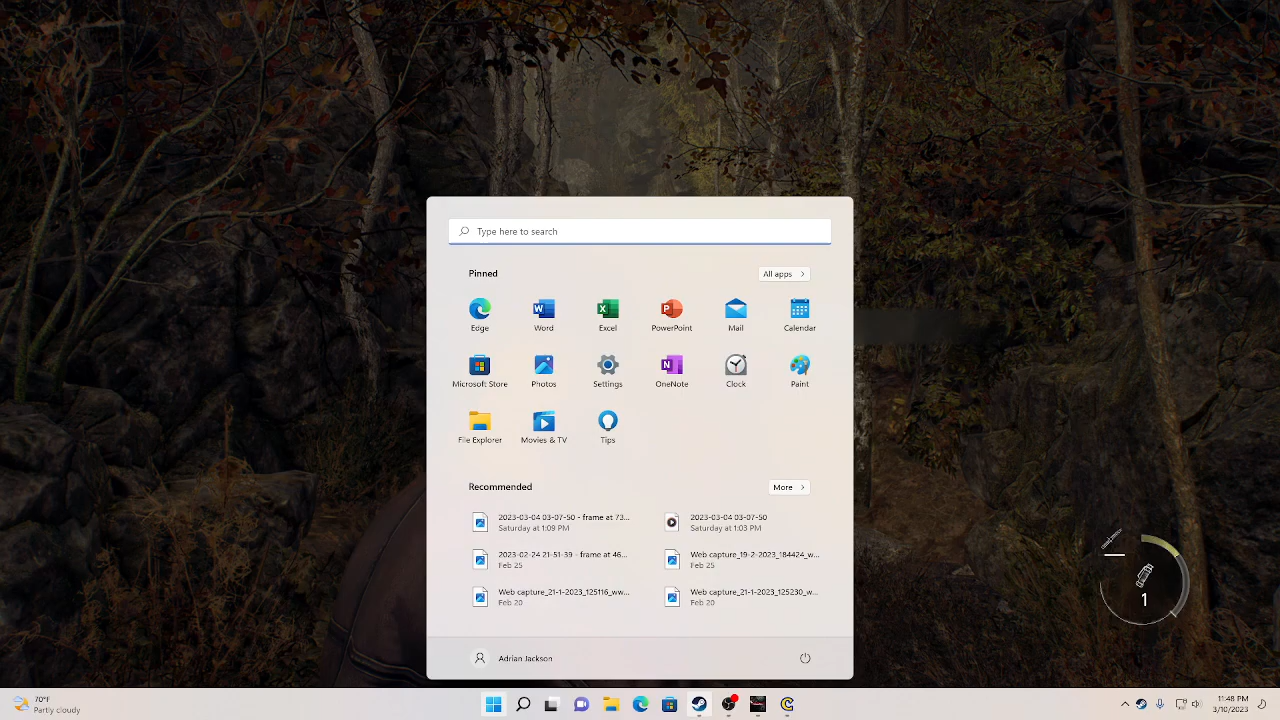 Type here to search
Pinned
All apps
Edge
Word
Excel
PowerPoint
Mail
Calendar
Microsoft Store
Photos
Settings
OneNote
Clock
Paint
File Explorer
Movies & TV
Tips
Recommended
More
2023-03-04 03-07-50 - frame at 73...
Saturday at 1:09 PM
2023-03-04 03-07-50
Saturday at 1:03 PM
2023-02-24 21-51-39 - frame at 46...
Feb 25
Web capture_19-2-2023_184424_w...
Feb 25
Web capture_21-1-2023_125116_ww...
Feb 20
Web capture_21-1-2023_125230_w...
Feb 20
Adrian Jackson
1
70°F
Partly cloudy
11:48 PM
3/10/2023